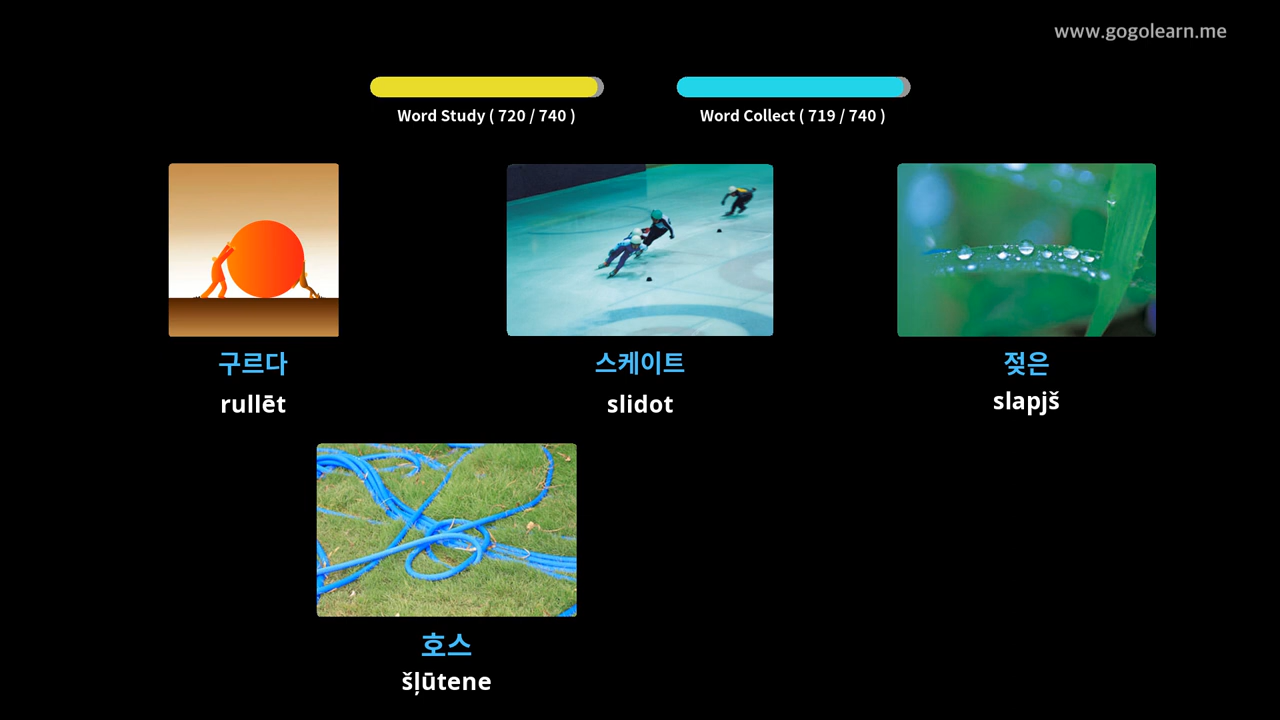 www.gogolearn.me
Word Study ( 720 / 740 )
Word Collect ( 719 / 740 )
구르다
rullēt
스케이트
slidot
젖은
slapjš
호스
šļūtene